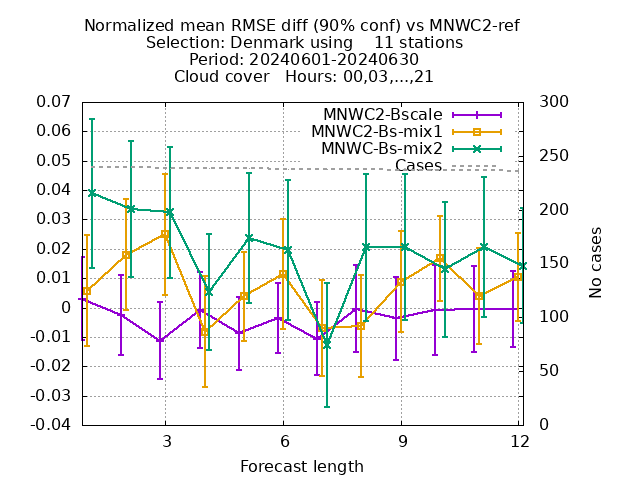 Normalized mean RMSE diff (90% conf) vs MNWC2-ref
Selection: Denmark using    11 stations
Period: 20240601-20240630
Cloud cover   Hours: 00,03,...,21
0.07
0.06
0.05
0.04
0.03
0.02
0.01
0
-0.01
-0.02
-0.03
-0.04
MNWC2-Bscale
MNWC2-Bs-mix1
MNWC-Bs-mix2
Cases
300
250
200
150
100
50
0
No cases
3
6
9
12
Forecast length